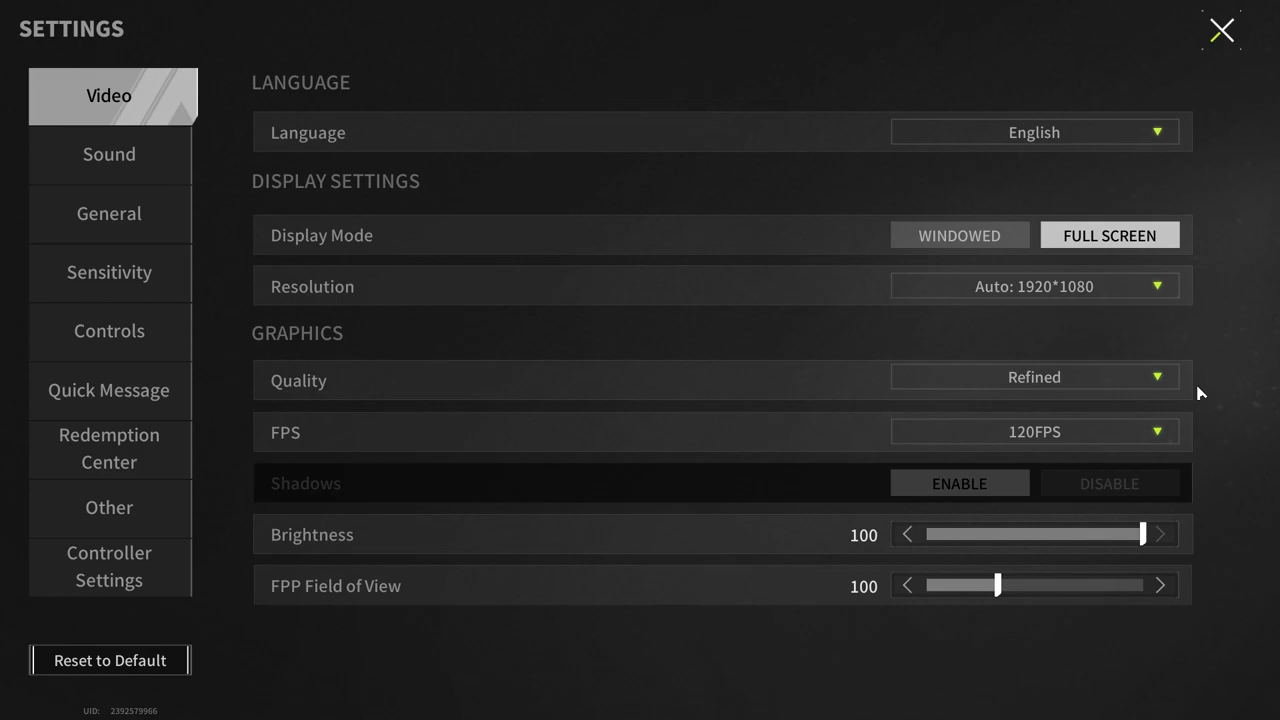 SETTINGS
Video
Sound
General
Sensitivity
Controls
Quick Message
Redemption
Center
Other
Controller
Settings
Reset to Default
UID: 2392579966
LANGUAGE
Language English
DISPLAY SETTINGS
Display Mode WINDOWED FULL SCREEN
Resolution Auto: 1920*1080
GRAPHICS
Quality Refined
FPS 120FPS
Shadows ENABLE DISABLE
Brightness 100
FPP Field of View 100